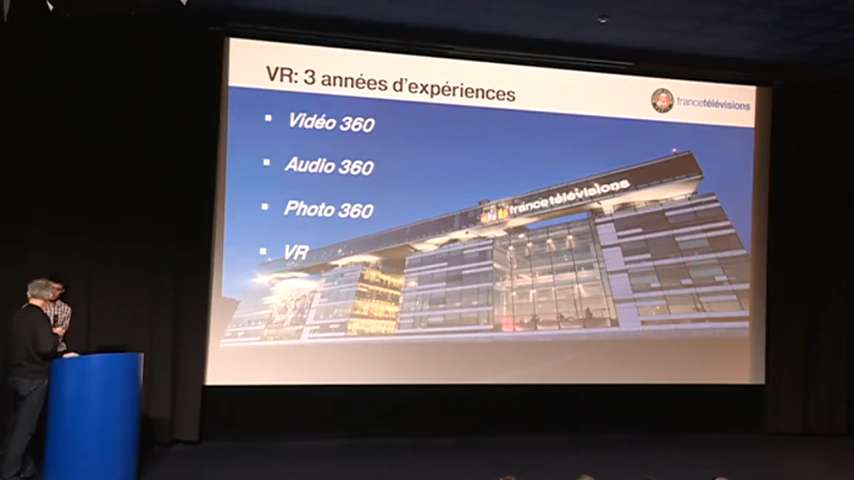 VR: 3 années d'expériences
francetélévisions
▪ Vidéo 360
▪ Audio 360
▪ Photo 360
▪ VR
francetélévisions